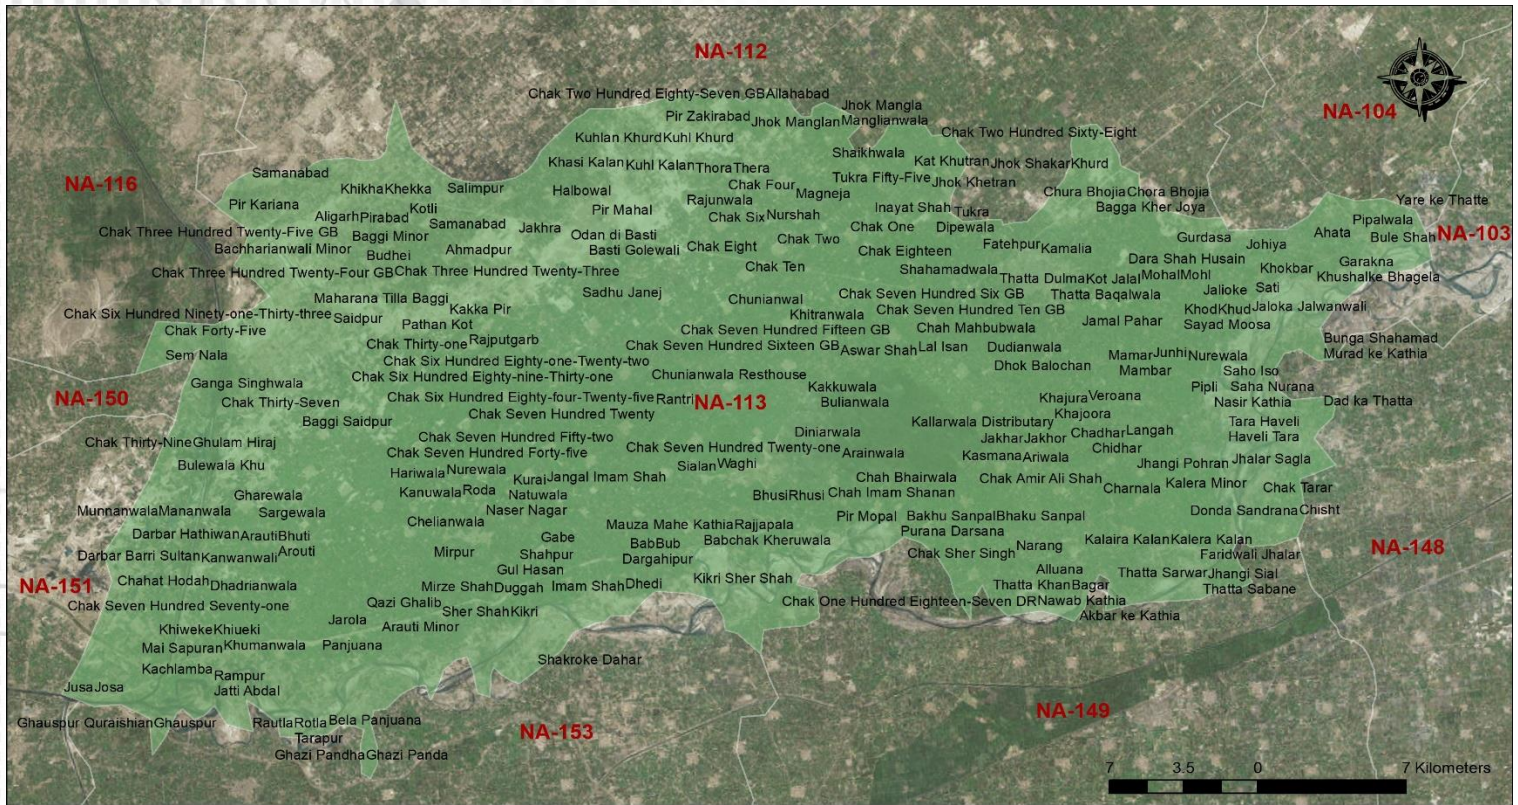 NA-112
Chak Two Hundred Eighty-Seven GB Allahabad
Jhok Mangla
NA-104
Pir Zakirabad
Jhok Manglan Manglianwala
Kuhlan Khurd Kuhl Khurd
Chak Two Hundred Sixty-Eight
Khasi Kalan Kuhl Kalan Thora Thera
Shaikhwala
Kat Khutran Jhok Shakar Khurd
Samanabad
NA-116
Khikha Khekka
Salimpur
Halbowal
Chak Four
Magneja
Tukra Fifty-Five
Jhok Khetran
Chura Bhojia Chora Bhojia
Yare ke Thatte
Pir Kariana
Aligarh Pirabad
Kotli
Pir Mahal
Rajunwala
Inayat Shah
Tukra
Bagga Kher Joya
Chak Three Hundred Twenty-Five GB
Baggi Minor
Samanabad
Jakhra
Odan di Basti
Chak Six
Nurshah
Chak One
Dipewala
Pipalwala
Ahata
Bule Shah
NA-103
Bachharianwali Minor
Budhei
Ahmadpur
Basti Golewali
Chak Eight
Chak Two
Chak Eighteen
Fatehpur
Kamalia
Gurdasa
Johiya
Chak Three Hundred Twenty-Four GB
Chak Three Hundred Twenty-Three
Chak Ten
Shahamadwala
Dara Shah Husain
Garakna
Khokbar
Khushalke Bhagela
Thatta Dulma
Kot Jalal
Mohal Mohl
Sati
Maharana Tilla Baggi
Sadhu Janej
Chunianwal
Chak Seven Hundred Six GB
Thatta Baqalwala
Jalioke
Chak Six Hundred Ninety-one-Thirty-three
Saidpur
Kakka Pir
Khitranwala
Chak Seven Hundred Ten GB
Khod Khud
Jaloka Jalwanwali
Chak Forty-Five
Pathan Kot
Chak Seven Hundred Fifteen GB
Chah Mahbubwala
Jamal Pahar
Sayad Moosa
Chak Thirty-one
Rajputgarb
Chak Seven Hundred Sixteen GB
Aswar Shah
Lal Isan
Dudianwala
Bunga Shahamad
Murad ke Kathia
Sem Nala
Chak Six Hundred Eighty-one-Twenty-two
Dhok Balochan
Mamar
Junhi
Nurewala
Mambar
Saho Iso
Ganga Singhwala
Chak Six Hundred Eighty-nine-Thirty-one
Chunianwala Resthouse
Kakkuwala
Pipli
Saha Nurana
NA-150
Chak Thirty-Seven
Chak Six Hundred Eighty-four-Twenty-five
Rantri
NA-113
Bulianwala
Khajura
Veroana
Nasir Kathia
Dad ka Thatta
Baggi Saidpur
Chak Seven Hundred Twenty
Khajoora
Kallarwala Distributary
Tara Haveli
Haveli Tara
Chak Thirty-Nine
Ghulam Hiraj
Chak Seven Hundred Fifty-two
Diniarwala
Jakhar Jakhor
Chadhar
Langah
Chidhar
Chak Seven Hundred Forty-five
Chak Seven Hundred Twenty-one
Arainwala
Kasmana
Ariwala
Bulewala Khu
Hariwala
Nurewala
Sialan
Waghi
Jhangi Pohran
Jhalar Sagla
Kurai
Jangal Imam Shah
Chah Bhairwala
Chak Amir Ali Shah
Charnala
Kalera Minor
Chak Tarar
Gharewala
Kanuwala
Roda
Natuwala
Bhusi Rhusi
Chah Imam Shanan
Munnanwala Mananwala
Sargewala
Naser Nagar
Donda Sandrana
Chisht
Chelianwala
Mauza Mahe Kathia
Rajjapala
Pir Mopal
Bakhu Sanpal Bhaku Sanpal
Darbar Hathiwan
Arauti Bhuti
Gabe
Bab Bub
Babchak Kheruwala
Purana Darsana
Kalaira Kalan Kalera Kalan
NA-148
Darbar Barri Sultan
Kanwanwali
Arouti
Mirpur
Shahpur
Dargahipur
Chak Sher Singh
Narang
Faridwali Jhalar
Gul Hasan
Alluana
NA-151
Chahat Hodah
Dhadrianwala
Mirze Shah
Duggah
Imam Shah
Dhedi
Kikri Sher Shah
Thatta Khan
Bagar
Thatta Sarwar
Jhangi Sial
Thatta Sabane
Chak Seven Hundred Seventy-one
Qazi Ghalib
Sher Shah
Kikri
Chak One Hundred Eighteen-Seven DR
Nawab Kathia
Khiweke Khiueki
Jarola
Arauti Minor
Akbar ke Kathia
Mai Sapuran
Khumanwala
Panjuana
Kachlamba
Rampur
Shakroke Dahar
Jusa Josa
Jatti Abdal
Ghauspur Quraishian Ghauspur
Rautla Rotla
Bela Panjuana
NA-153
NA-149
Tarapur
Ghazi Pandha Ghazi Panda
7 3.5 0 7 Kilometers